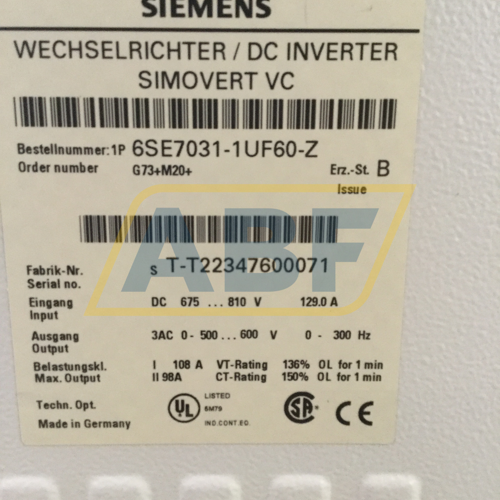 SIEMENS
WECHSELRICHTER / DC INVERTER
SIMOVERT VC
Bestellnummer: 1P 6SE7031-1UF60-Z
Order number G73+M20+ Erz.-St. B
Issue
ABF
Fabrik-Nr. S T-T22347600071
Serial no.
Eingang DC 675 ... 810 V 129.0 A
Input
Ausgang 3AC 0- 500 ... 600 V 0 - 300 Hz
Output
Belastungskl. I 108 A VT-Rating 136% OL for 1 min
Max. Output II 98A CT-Rating 150% OL for 1 min
Techn. Opt. UL LISTED SA CE
5M79
Made in Germany IND.CONT.EQ.